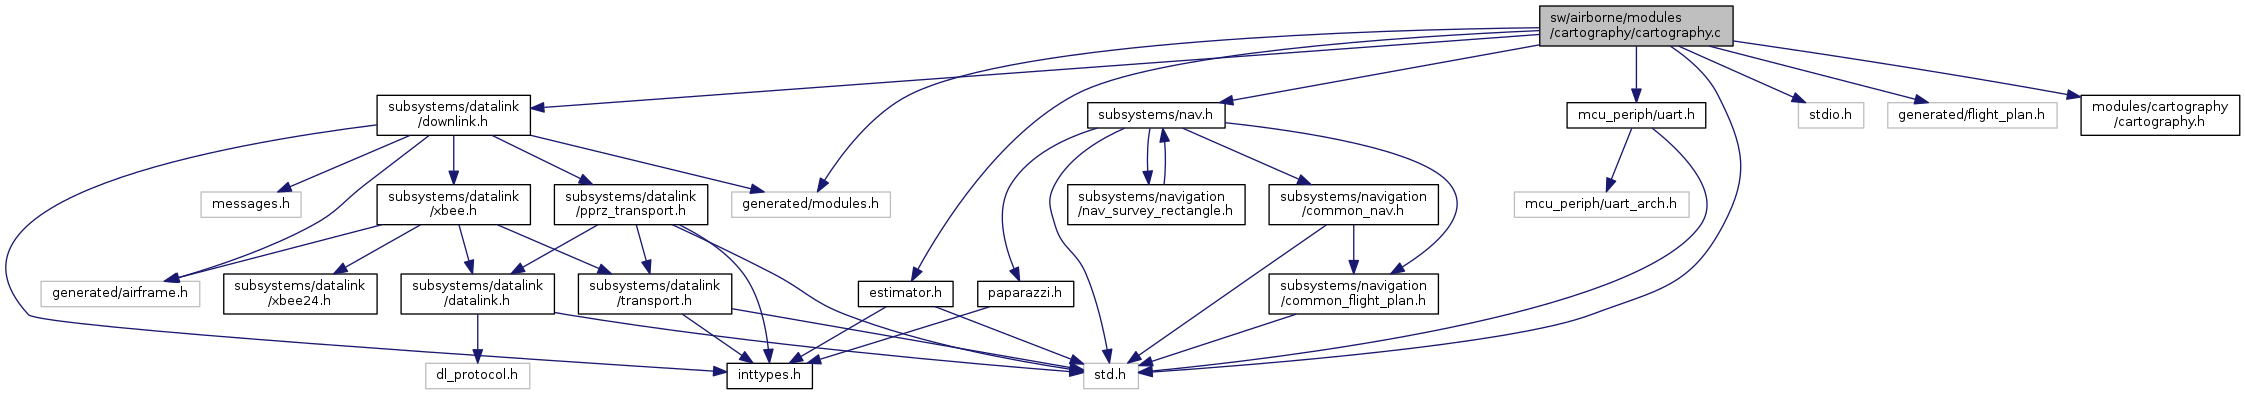 sw/airborne/modules
/cartography/cartography.c
subsystems/datalink
/downlink.h
subsystems/nav.h
mcu_periph/uart.h
stdio.h
generated/flight_plan.h
modules/cartography
/cartography.h
messages.h
subsystems/datalink
/xbee.h
subsystems/datalink
/pprz_transport.h
generated/modules.h
subsystems/navigation
/nav_survey_rectangle.h
subsystems/navigation
/common_nav.h
mcu_periph/uart_arch.h
generated/airframe.h
subsystems/datalink
/xbee24.h
subsystems/datalink
/datalink.h
subsystems/datalink
/transport.h
estimator.h
paparazzi.h
subsystems/navigation
/common_flight_plan.h
dl_protocol.h
inttypes.h
std.h